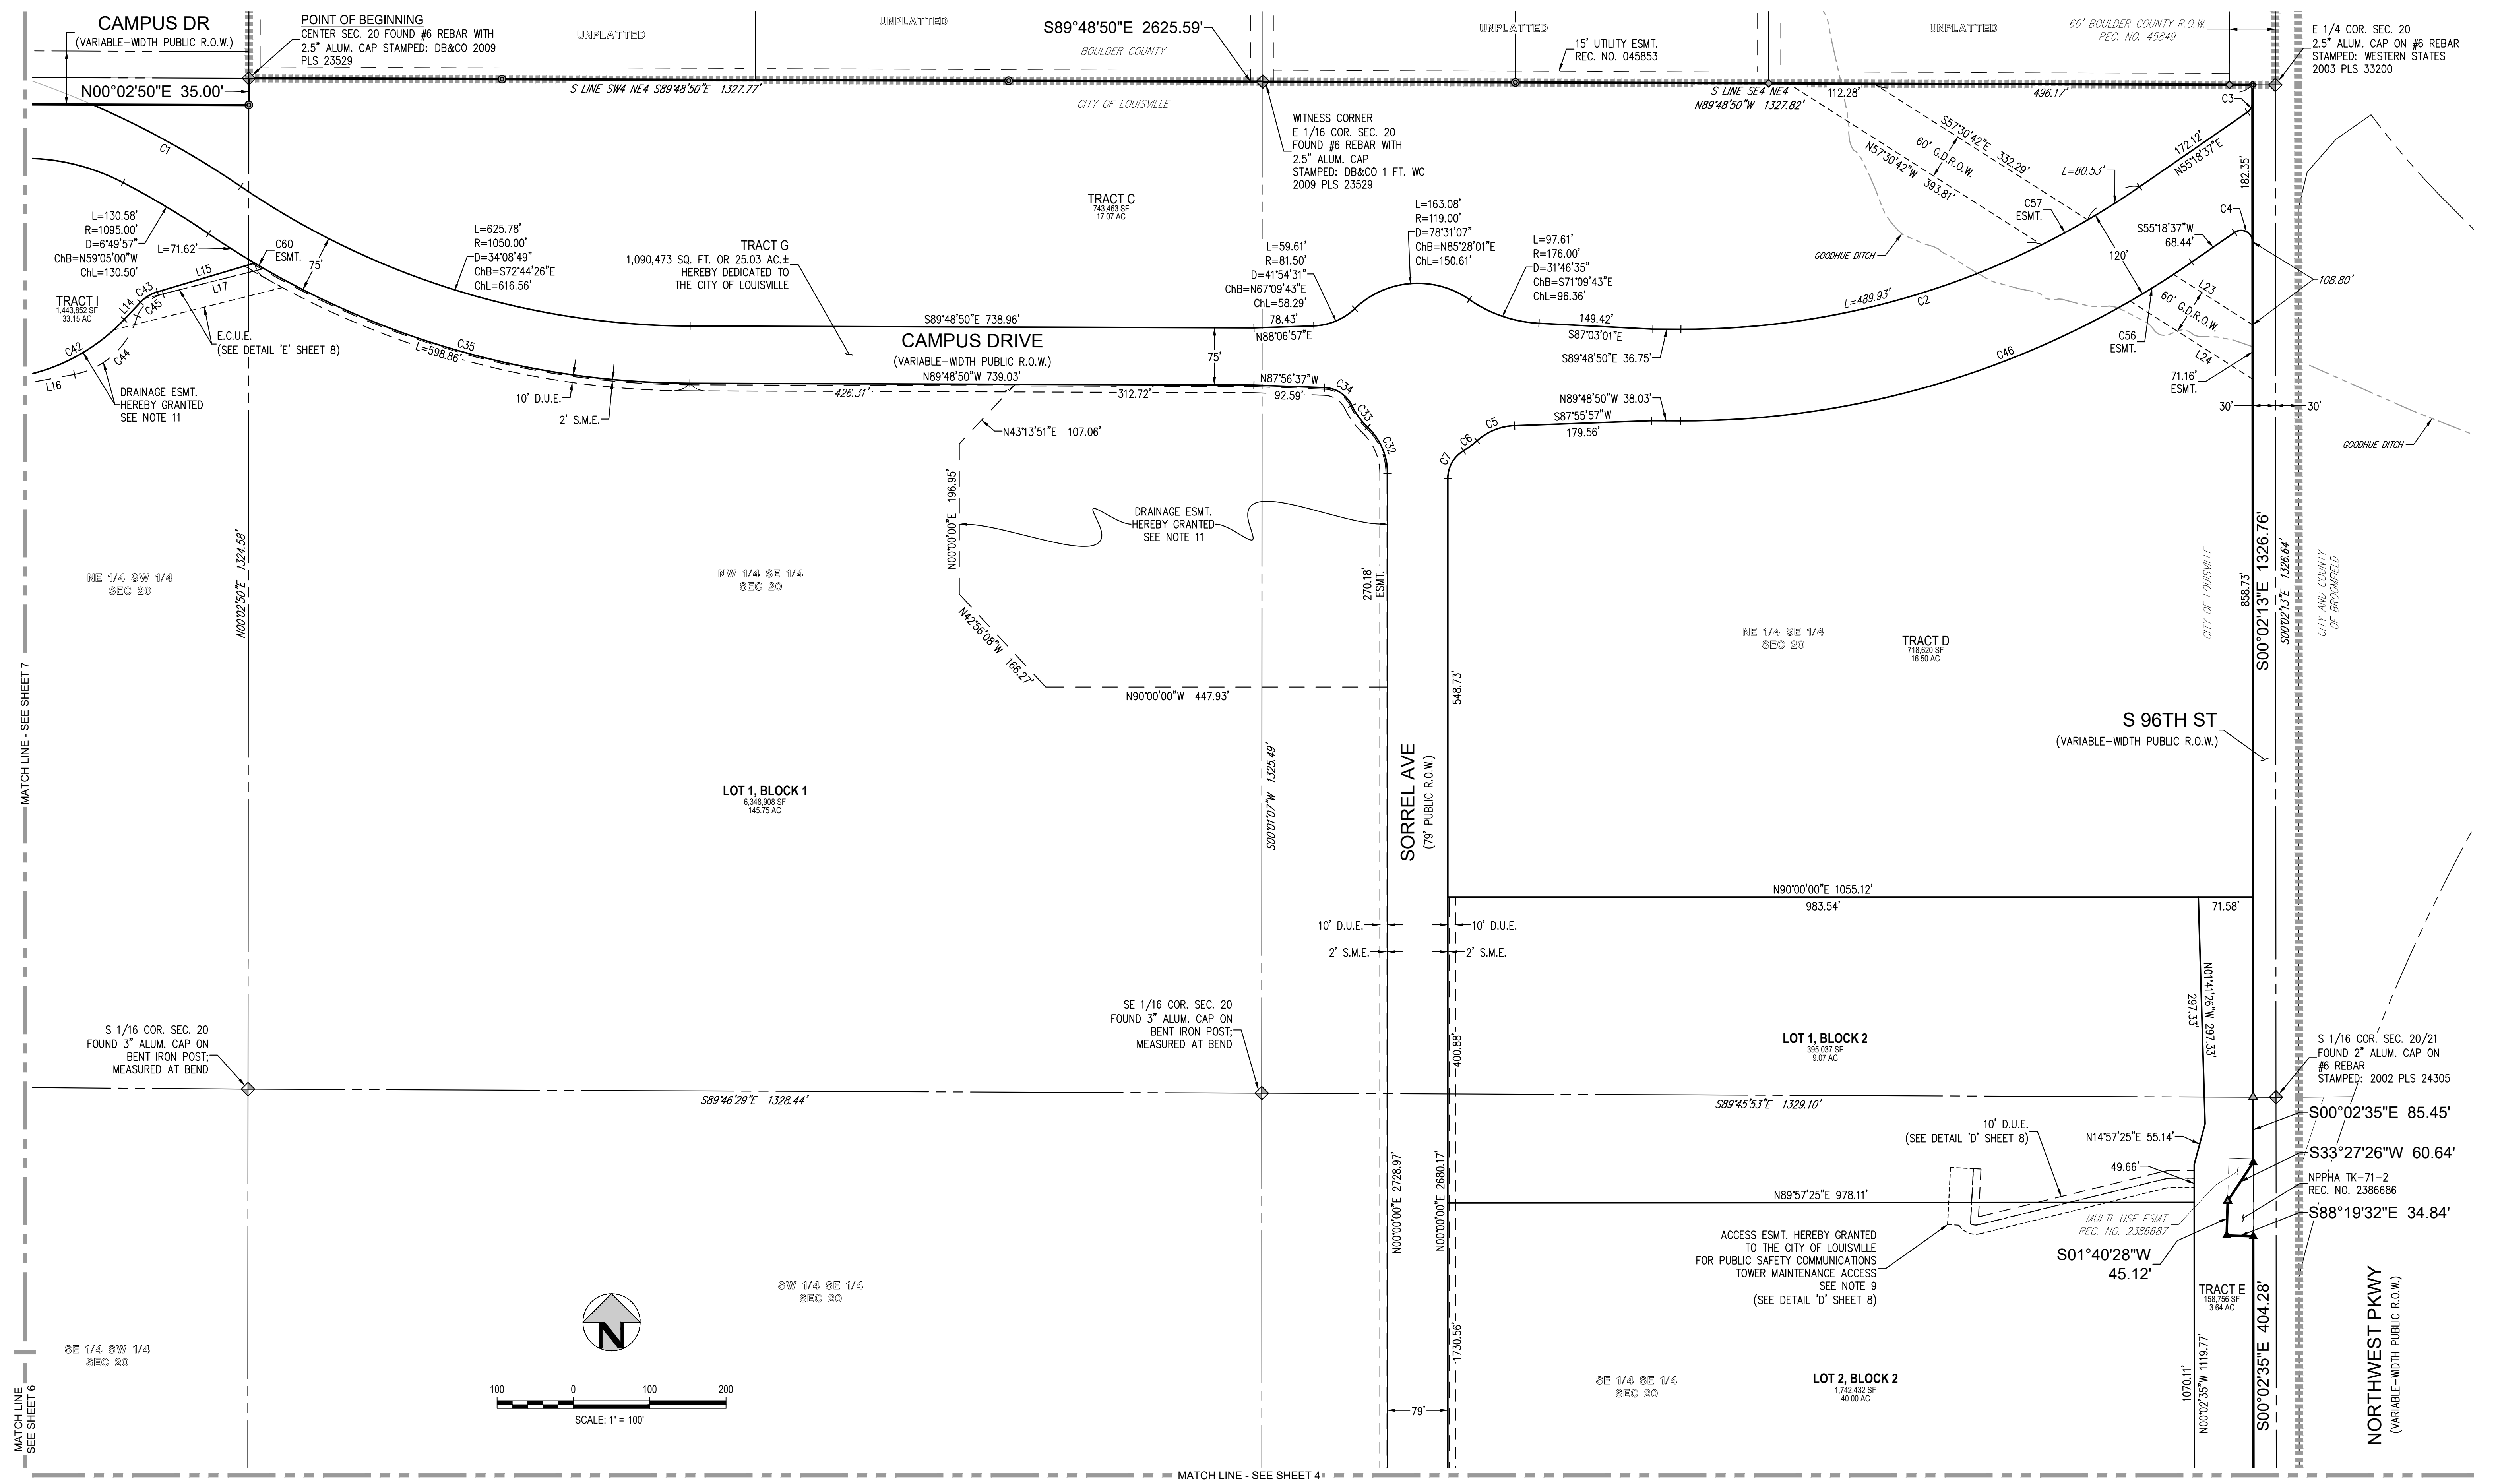 CAMPUS DR
(VARIABLE-WIDTH PUBLIC R.O.W.)
POINT OF BEGINNING
CENTER SEC. 20 FOUND #6 REBAR WITH
2.5" ALUM. CAP STAMPED: DB&CO 2009
PLS 23529
N00°02'50"E 35.00'
UNPLATTED
UNPLATTED
S89°48'50"E 2625.59'
BOULDER COUNTY
CITY OF LOUISVILLE
S LINE SW4 NE4 S89°48'50"E 1327.77'
UNPLATTED
15' UTILITY ESMT.
REC. NO. 045853
UNPLATTED
60' BOULDER COUNTY R.O.W.
REC. NO. 45849
E 1/4 COR. SEC. 20
2.5" ALUM. CAP ON #6 REBAR
STAMPED: WESTERN STATES
2003 PLS 33200
S LINE SE4 NE4
N89°48'50"W 1327.82'
112.28'
496.17'
C3
WITNESS CORNER
E 1/16 COR. SEC. 20
FOUND #6 REBAR WITH
2.5" ALUM. CAP
STAMPED: DB&CO 1 FT. WC
2009 PLS 23529
C1
TRACT C
743,463 SF
17.07 AC
S57°30'42"E 332.29'
60' G.D.R.O.W.
N57°30'42"W 393.81'
L=80.53'
172.12'
N55°18'37"E
182.35'
C57
ESMT.
C4
S55°18'37"W
68.44'
GOODHUE DITCH
120'
108.80'
L23
60' G.D.R.O.W.
L24
C56
ESMT.
71.16'
ESMT.
30'
30'
GOODHUE DITCH
L=130.58'
R=1095.00'
D=6°49'57"
ChB=N59°05'00"W
ChL=130.50'
L=71.62'
C60
ESMT.
75'
L=625.78'
R=1050.00'
D=34°08'49"
ChB=S72°44'26"E
ChL=616.56'
TRACT G
1,090,473 SQ. FT. OR 25.03 AC.±
HEREBY DEDICATED TO
THE CITY OF LOUISVILLE
L=59.61'
R=81.50'
D=41°54'31"
ChB=N67°09'43"E
ChL=58.29'
L=163.08'
R=119.00'
D=78°31'07"
ChB=N85°28'01"E
ChL=150.61'
L=97.61'
R=176.00'
D=31°46'35"
ChB=S71°09'43"E
ChL=96.36'
L=489.93'
C2
C46
TRACT I
1,443,852 SF
33.15 AC
L14
C43
C45
L15
L17
E.C.U.E.
(SEE DETAIL 'E' SHEET 8)
C42
C44
L16
DRAINAGE ESMT.
HEREBY GRANTED
SEE NOTE 11
C35
L=598.86'
10' D.U.E.
2' S.M.E.
S89°48'50"E 738.96'
CAMPUS DRIVE
(VARIABLE-WIDTH PUBLIC R.O.W.)
N89°48'50"W 739.03'
426.31'
312.72'
75'
78.43'
N88°06'57"E
N87°56'37"W
92.59'
C34
C33
C32
149.42'
S87°03'01"E
S89°48'50"E 36.75'
N89°48'50"W 38.03'
S87°55'57"W
179.56'
C5
C6
C7
N43°13'51"E 107.06'
N00°00'00"E 196.95'
N42°56'08"W 166.27'
N90°00'00"W 447.93'
DRAINAGE ESMT.
HEREBY GRANTED
SEE NOTE 11
270.18'
ESMT.
N00°02'50"E 1324.58'
NE 1/4 SW 1/4
SEC 20
NW 1/4 SE 1/4
SEC 20
NE 1/4 SE 1/4
SEC 20
TRACT D
718,620 SF
16.50 AC
CITY OF LOUISVILLE
858.73'
S00°02'13"E 1326.76'
S00°02'13"E 1326.64'
CITY AND COUNTY
OF BROOMFIELD
MATCH LINE - SEE SHEET 7
548.73'
S 96TH ST
(VARIABLE-WIDTH PUBLIC R.O.W.)
LOT 1, BLOCK 1
6,348,908 SF
145.75 AC
S00°01'07"W 1325.49'
SORREL AVE
(79' PUBLIC R.O.W.)
N90°00'00"E 1055.12'
983.54'
71.58'
10' D.U.E.
2' S.M.E.
10' D.U.E.
2' S.M.E.
N01°41'26"W 297.33'
297.33'
SE 1/16 COR. SEC. 20
FOUND 3" ALUM. CAP ON
BENT IRON POST;
MEASURED AT BEND
S 1/16 COR. SEC. 20
FOUND 3" ALUM. CAP ON
BENT IRON POST;
MEASURED AT BEND
400.88'
LOT 1, BLOCK 2
395,037 SF
9.07 AC
S 1/16 COR. SEC. 20/21
FOUND 2" ALUM. CAP ON
#6 REBAR
STAMPED: 2002 PLS 24305
S89°46'29"E 1328.44'
S89°45'53"E 1329.10'
S00°02'35"E 85.45'
10' D.U.E.
(SEE DETAIL 'D' SHEET 8)
N14°57'25"E 55.14'
49.66'
S33°27'26"W 60.64'
NPPHA TK-71-2
REC. NO. 2386686
S88°19'32"E 34.84'
N00°00'00"E 2728.97'
N00°00'00"E 2680.17'
N89°57'25"E 978.11'
MULTI-USE ESMT.
REC. NO. 2386687
S01°40'28"W
45.12'
ACCESS ESMT. HEREBY GRANTED
TO THE CITY OF LOUISVILLE
FOR PUBLIC SAFETY COMMUNICATIONS
TOWER MAINTENANCE ACCESS
SEE NOTE 9
(SEE DETAIL 'D' SHEET 8)
TRACT E
158,756 SF
3.64 AC
SW 1/4 SE 1/4
SEC 20
SE 1/4 SW 1/4
SEC 20
N
1730.56'
SE 1/4 SE 1/4
SEC 20
LOT 2, BLOCK 2
1,742,432 SF
40.00 AC
1070.11'
N00°02'35"W 1119.77'
S00°02'35"E 404.28'
NORTHWEST PKWY
(VARIABLE-WIDTH PUBLIC R.O.W.)
100 0 100 200
SCALE: 1" = 100'
79'
MATCH LINE
SEE SHEET 6
MATCH LINE - SEE SHEET 4